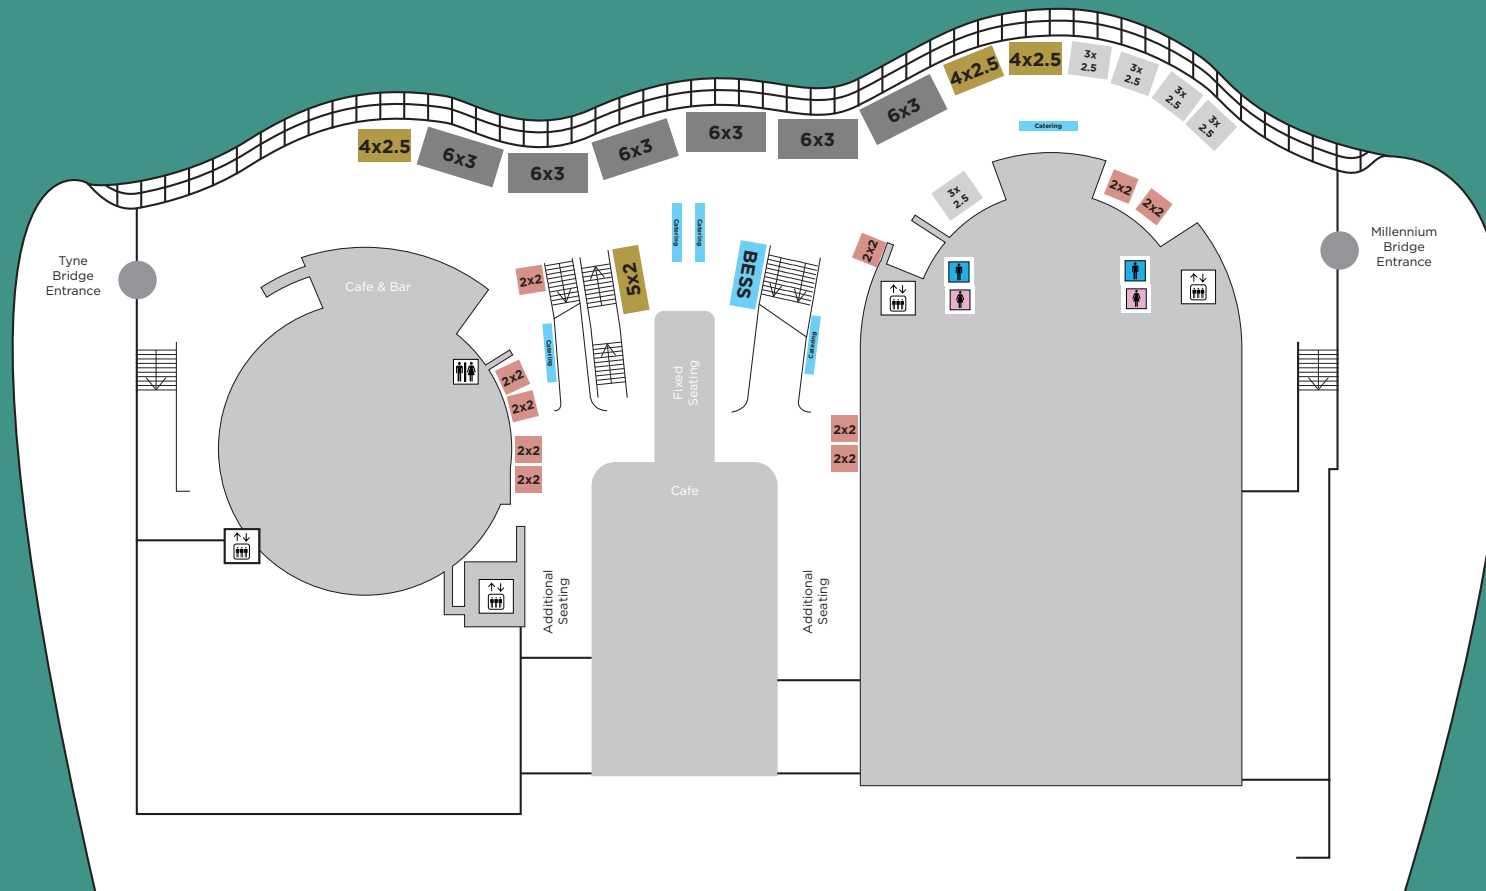 4x2.5
4x2.5
3x
2.5
3x
2.5
3x
2.5
3x
2.5
6x3
Catering
6x3
6x3
6x3
4x2.5
6x3
6x3
3x
2.5
2x2
2x2
Catering
Catering
2x2
Tyne
Bridge
Entrance
Millennium
Bridge
Entrance
Cafe & Bar
2x2
5x2
BESS
Catering
Catering
Fixed
Seating
2x2
2x2
2x2
2x2
2x2
2x2
Cafe
Additional
Seating
Additional
Seating